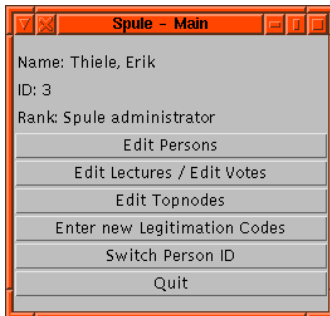 Spule - Main
Name: Thiele, Erik
ID: 3
Rank: Spule administrator
Edit Persons
Edit Lectures / Edit Votes
Edit Topnodes
Enter new Legitimation Codes
Switch Person ID
Quit